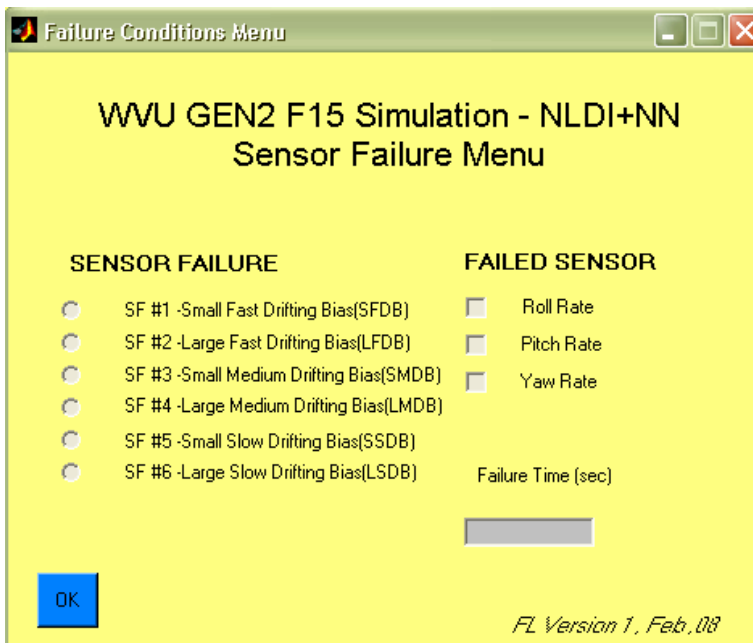 Failure Conditions Menu
WVU GEN2 F15 Simulation - NLDI+NN
Sensor Failure Menu
SENSOR FAILURE
SF #1 -Small Fast Drifting Bias(SFDB)
SF #2 -Large Fast Drifting Bias(LFDB)
SF #3 -Small Medium Drifting Bias(SMDB)
SF #4 -Large Medium Drifting Bias(LMDB)
SF #5 -Small Slow Drifting Bias(SSDB)
SF #6 -Large Slow Drifting Bias(LSDB)
FAILED SENSOR
Roll Rate
Pitch Rate
Yaw Rate
Failure Time (sec)
OK
FL Version 1, Feb,08